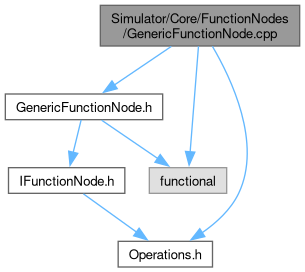 Simulator/Core/FunctionNodes
/GenericFunctionNode.cpp
GenericFunctionNode.h
IFunctionNode.h
functional
Operations.h